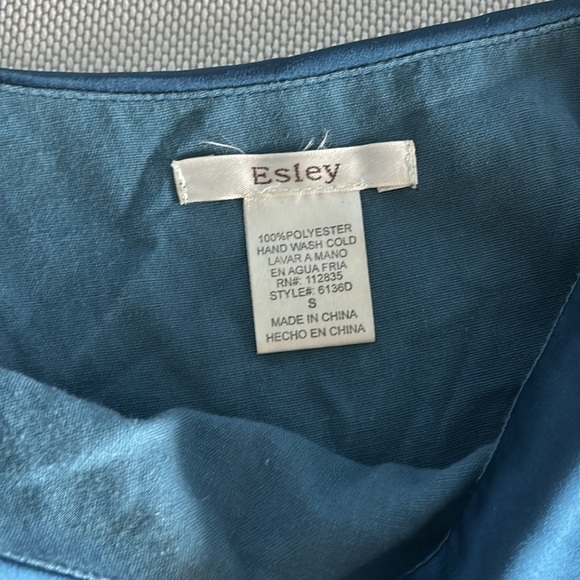 Esley
100%POLYESTER
HAND WASH COLD
LAVAR A MANO
EN AGUA FRIA
RN#: 112835
STYLE#: 6136D
S
MADE IN CHINA
HECHO EN CHINA